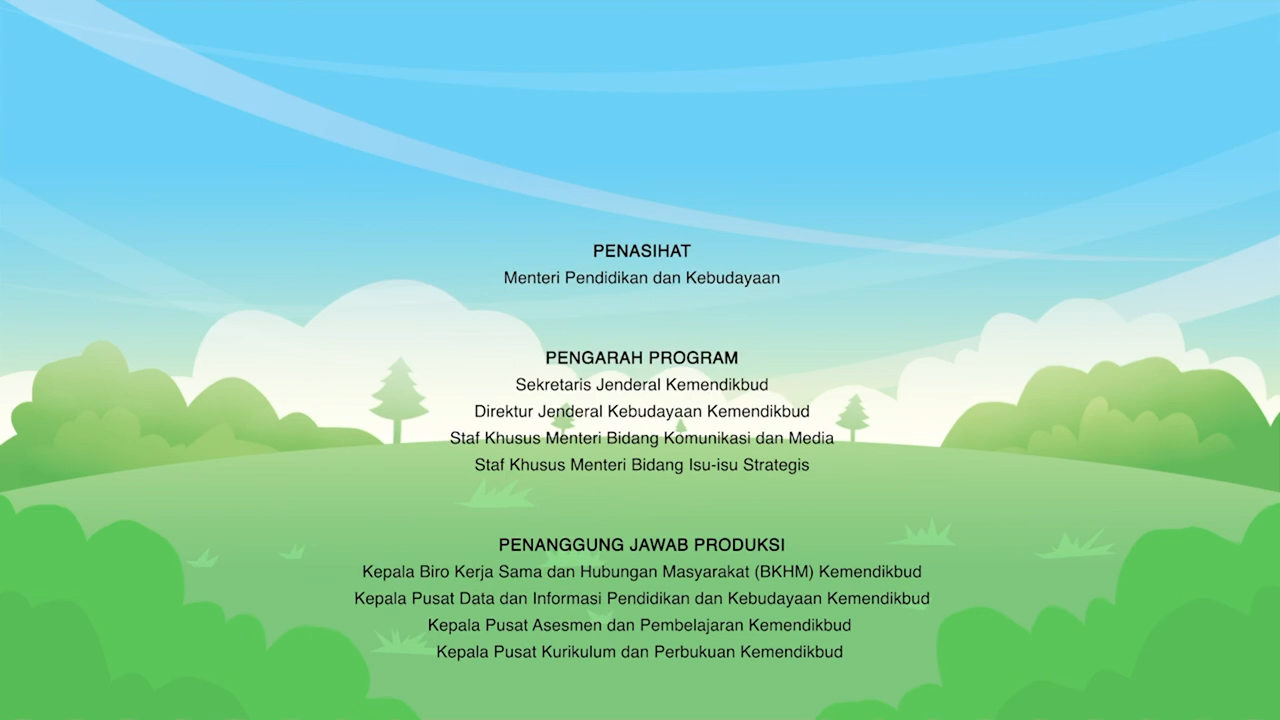 PENASIHAT
Menteri Pendidikan dan Kebudayaan
PENGARAH PROGRAM
Sekretaris Jenderal Kemendikbud
Direktur Jenderal Kebudayaan Kemendikbud
Staf Khusus Menteri Bidang Komunikasi dan Media
Staf Khusus Menteri Bidang Isu-isu Strategis
PENANGGUNG JAWAB PRODUKSI
Kepala Biro Kerja Sama dan Hubungan Masyarakat (BKHM) Kemendikbud
Kepala Pusat Data dan Informasi Pendidikan dan Kebudayaan Kemendikbud
Kepala Pusat Asesmen dan Pembelajaran Kemendikbud
Kepala Pusat Kurikulum dan Perbukuan Kemendikbud